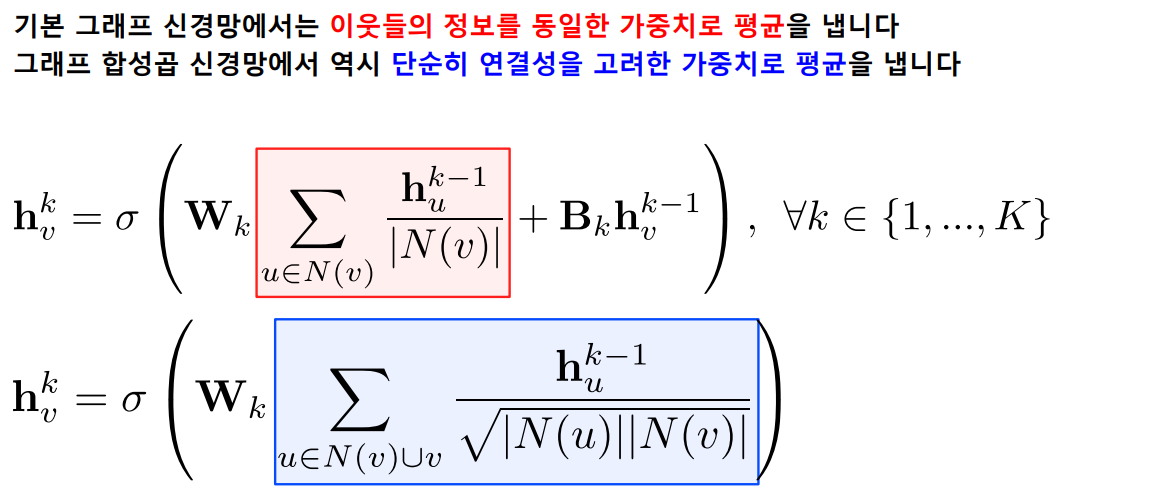 기본 그래프 신경망에서는 이웃들의 정보를 동일한 가중치로 평균을 냅니다
그래프 합성곱 신경망에서 역시 단순히 연결성을 고려한 가중치로 평균을 냅니다
$\mathbf{h}_v^k = \sigma \left( \mathbf{W}_k \sum_{u \in N(v)} \frac{\mathbf{h}_u^{k-1}}{|N(v)|} + \mathbf{B}_k \mathbf{h}_v^{k-1} \right), \ \forall k \in \{1, ..., K\}$
$\mathbf{h}_v^k = \sigma \left( \mathbf{W}_k \sum_{u \in N(v) \cup v} \frac{\mathbf{h}_u^{k-1}}{\sqrt{|N(u)||N(v)|}} \right)$